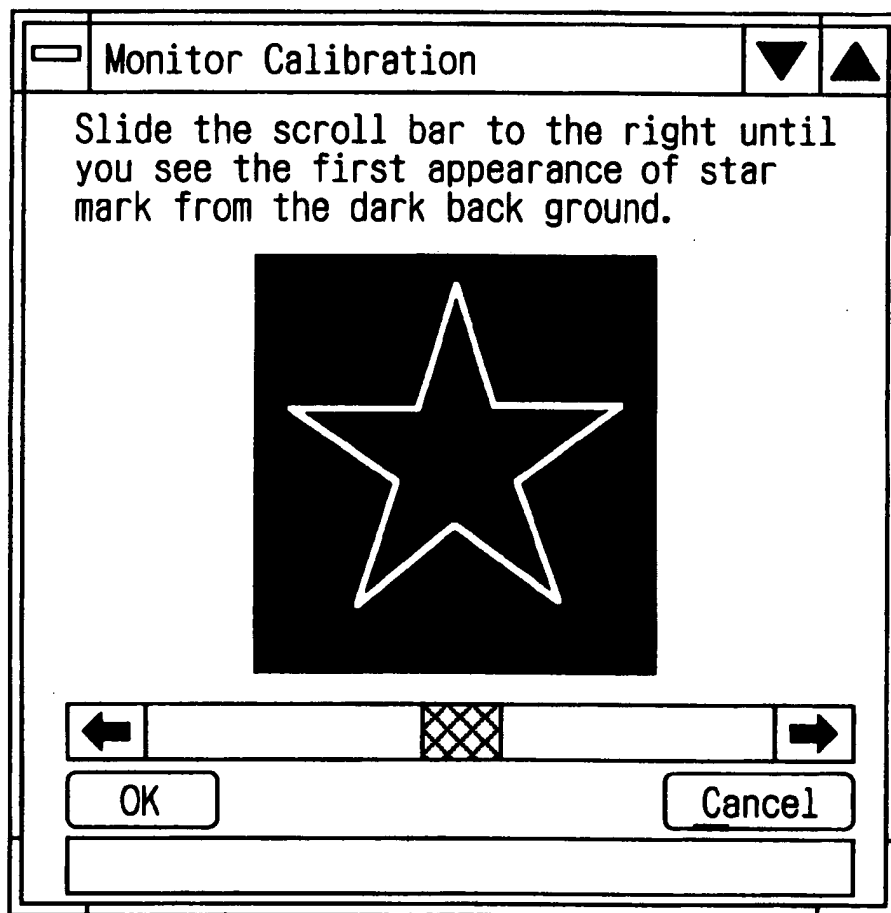 Monitor Calibration
Slide the scroll bar to the right until
you see the first appearance of star
mark from the dark back ground.
OK
Cancel